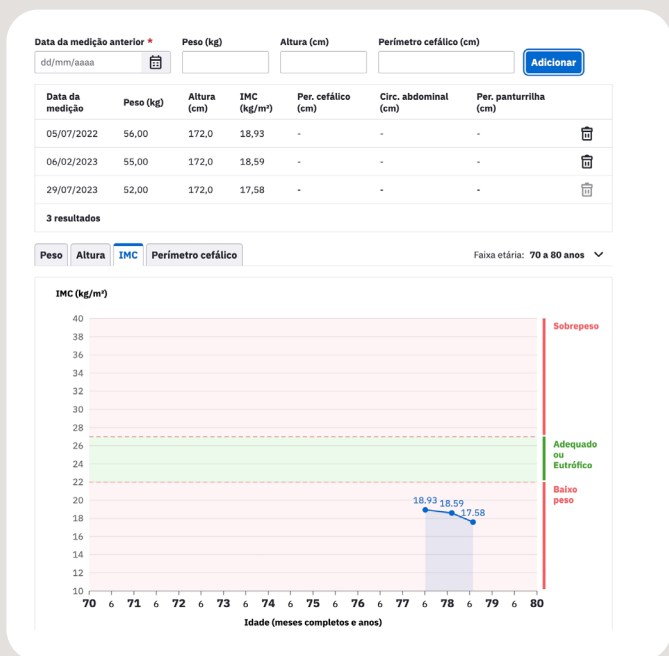 Data da medição anterior * Peso (kg) Altura (cm) Perímetro cefálico (cm)
dd/mm/aaaa Adicionar
Data da medição Peso (kg) Altura (cm) IMC (kg/m²) Per. cefálico (cm) Circ. abdominal (cm) Per. panturrilha (cm)
05/07/2022 56,00 172,0 18,93 - - -
06/02/2023 55,00 172,0 18,59 - - -
29/07/2023 52,00 172,0 17,58 - - -
3 resultados
Peso Altura IMC Perímetro cefálico Faixa etária: 70 a 80 anos
IMC (kg/m²)
40
38
36
34
32
30
28
26
24
22
20
18
16
14
12
10
Sobrepeso
Adequado
ou
Eutrófico
Baixo
peso
18.93 18.59 17.58
70 6 71 6 72 6 73 6 74 6 75 6 76 6 77 6 78 6 79 6 80
Idade (meses completos e anos)